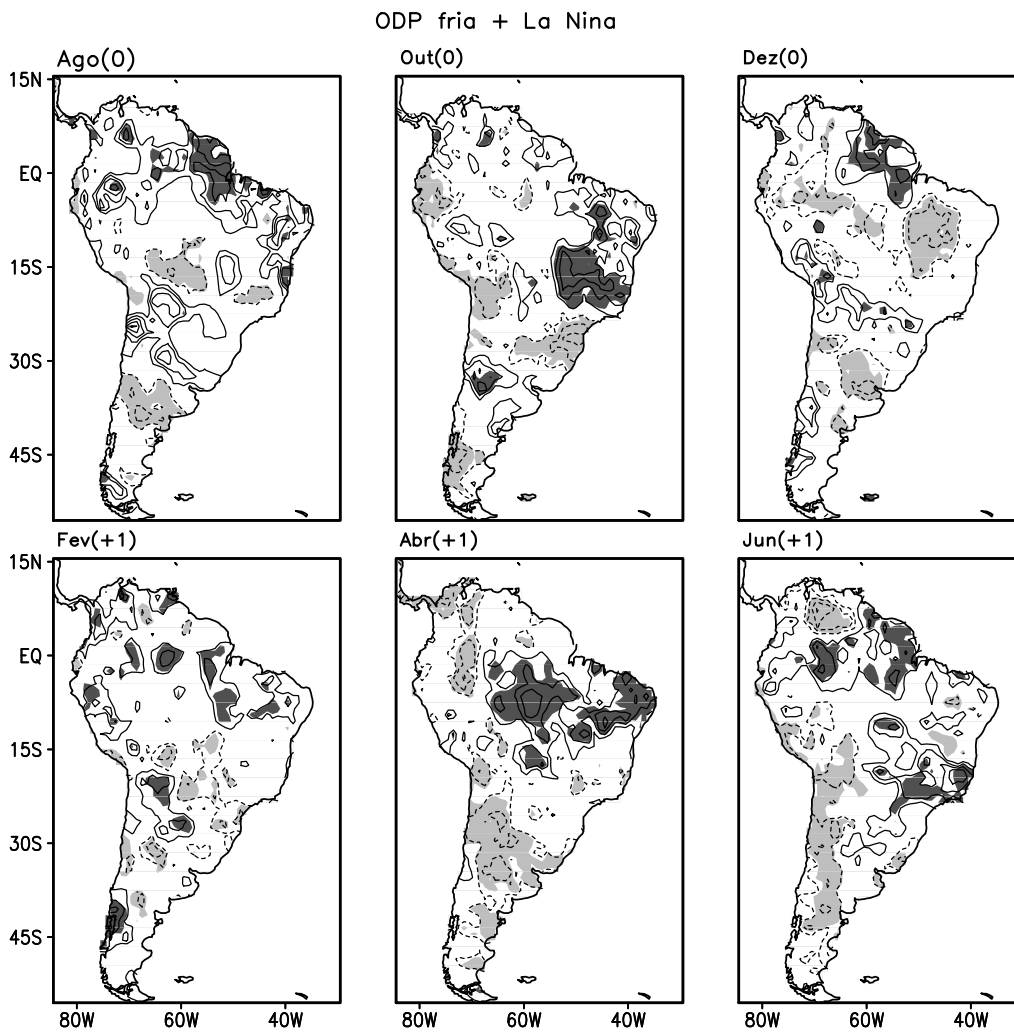 ODP fria + La Nina
Ago(0)
Out(0)
Dez(0)
15N
EQ
15S
30S
45S
Fev(+1)
Abr(+1)
Jun(+1)
15N
EQ
15S
30S
45S
80W 60W 40W
80W 60W 40W
80W 60W 40W